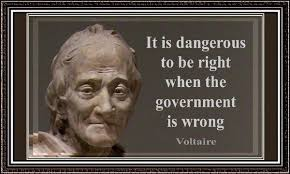 It is dangerous
to be right
when the
government
is wrong
Voltaire